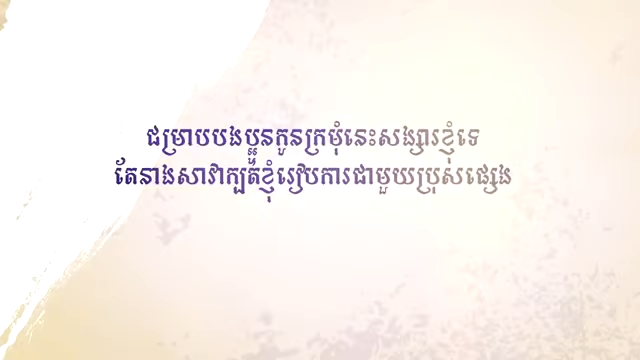 ជម្រាបបងប្អូនកូនក្រមុំនេះសង្សារខ្ញុំទេ
តែនាងសាវាក្បត់ខ្ញុំរៀបការជាមួយប្រុសផ្សេង